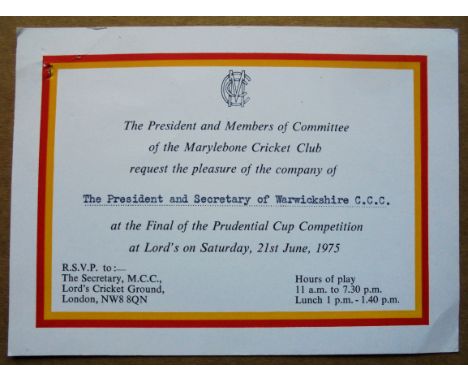 MCC
The President and Members of Committee
of the Marylebone Cricket Club
request the pleasure of the company of
The President and Secretary of Warwickshire C.C.C.
at the Final of the Prudential Cup Competition
at Lord's on Saturday, 21st June, 1975
R.S.V.P. to:—
The Secretary, M.C.C.,
Lord's Cricket Ground,
London, NW8 8QN
Hours of play
11 a.m. to 7.30 p.m.
Lunch 1 p.m. - 1.40 p.m.